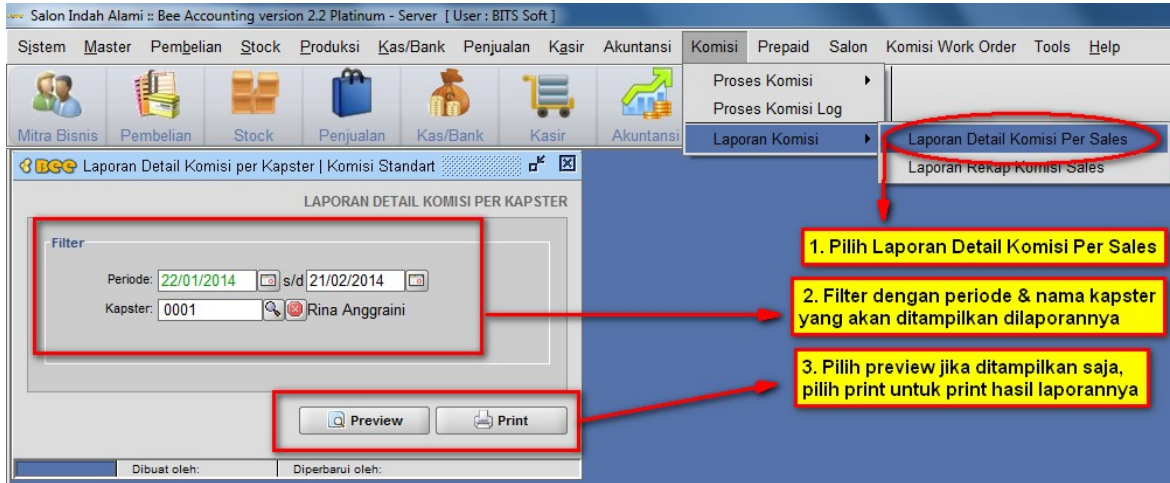 Salon Indah Alami :: Bee Accounting version 2.2 Platinum - Server [ User : BITS Soft ]
Sistem Master Pembelian Stock Produksi Kas/Bank Penjualan Kasir Akuntansi Komisi Prepaid Salon Komisi Work Order Tools Help
Mitra Bisnis Pembelian Stock Penjualan Kas/Bank Kasir Akuntansi
Proses Komisi
Proses Komisi Log
Laporan Komisi
Laporan Detail Komisi Per Sales
Laporan Rekap Komisi Sales
BEE Laporan Detail Komisi per Kapster | Komisi Standart
LAPORAN DETAIL KOMISI PER KAPSTER
Filter
Periode: 22/01/2014 s/d 21/02/2014
Kapster: 0001 Rina Anggraini
Preview Print
Dibuat oleh: Diperbarui oleh:
1. Pilih Laporan Detail Komisi Per Sales
2. Filter dengan periode & nama kapster
yang akan ditampilkan dilaporannya
3. Pilih preview jika ditampilkan saja,
pilih print untuk print hasil laporannya